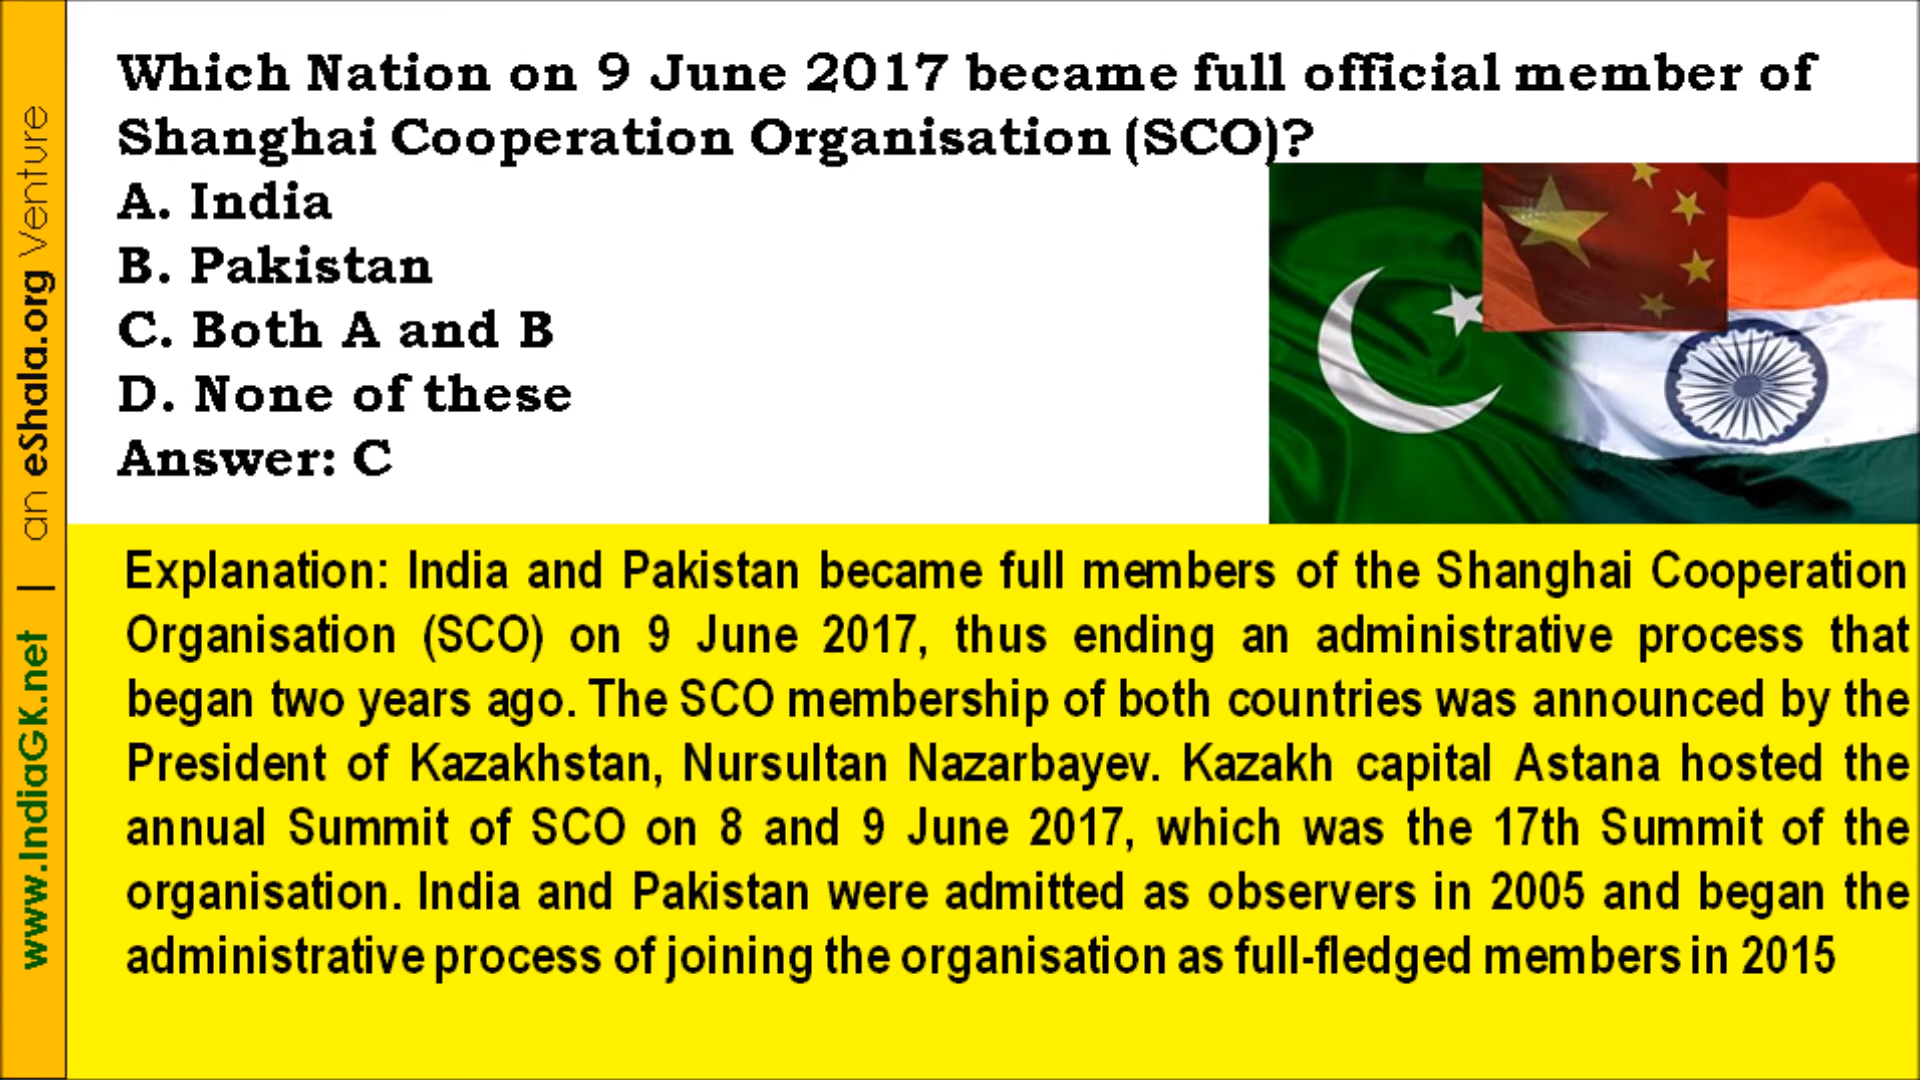 Which Nation on 9 June 2017 became full official member of
Shanghai Cooperation Organisation (SCO)?
A. India
B. Pakistan
C. Both A and B
D. None of these
Answer: C
Explanation: India and Pakistan became full members of the Shanghai Cooperation
Organisation (SCO) on 9 June 2017, thus ending an administrative process that
began two years ago. The SCO membership of both countries was announced by the
President of Kazakhstan, Nursultan Nazarbayev. Kazakh capital Astana hosted the
annual Summit of SCO on 8 and 9 June 2017, which was the 17th Summit of the
organisation. India and Pakistan were admitted as observers in 2005 and began the
administrative process of joining the organisation as full-fledged members in 2015
www.IndiaGK.net | an eShala.org Venture